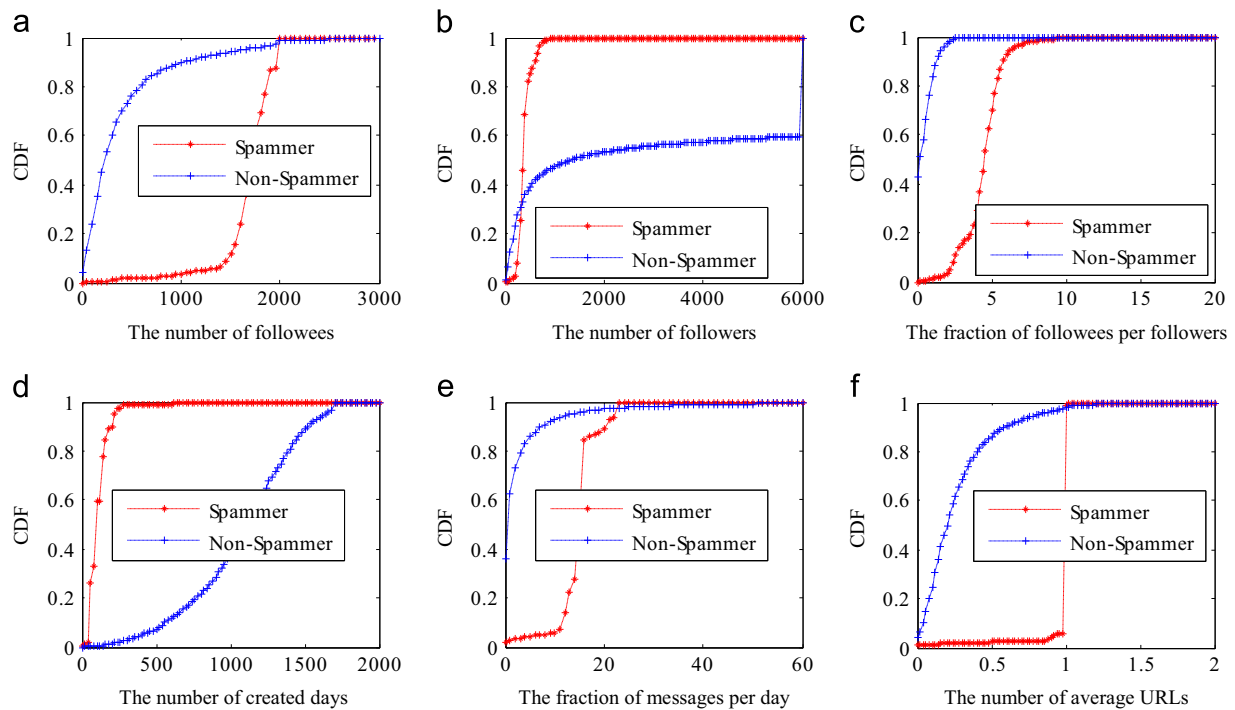 a
1
0.8
0.6
0.4
0.2
0
CDF
Spammer
Non-Spammer
0 1000 2000 3000
The number of followees
b
1
0.8
0.6
0.4
0.2
0
CDF
Spammer
Non-Spammer
0 2000 4000 6000
The number of followers
c
1
0.8
0.6
0.4
0.2
0
CDF
Spammer
Non-Spammer
0 5 10 15 20
The fraction of followees per followers
d
1
0.8
0.6
0.4
0.2
0
CDF
Spammer
Non-Spammer
0 500 1000 1500 2000
The number of created days
e
1
0.8
0.6
0.4
0.2
0
CDF
Spammer
Non-Spammer
0 20 40 60
The fraction of messages per day
f
1
0.8
0.6
0.4
0.2
0
CDF
Spammer
Non-Spammer
0 0.5 1 1.5 2
The number of average URLs